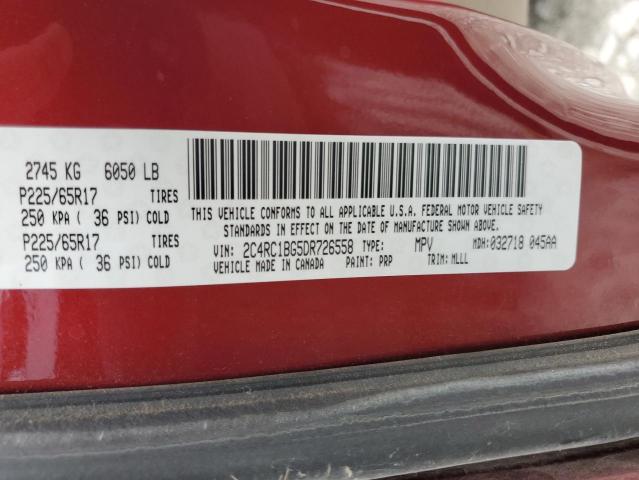 2745 KG 6050 LB
P225/65R17 TIRES
250 KPA ( 36 PSI) COLD
P225/65R17 TIRES
250 KPA ( 36 PSI) COLD
THIS VEHICLE CONFORMS TO ALL APPLICABLE U.S.A. FEDERAL MOTOR VEHICLE SAFETY
STANDARDS IN EFFECT ON THE DATE OF MANUFACTURE SHOWN ABOVE.
VIN: 2C4RC1BG5DR726558 TYPE: MPV MDH: 032718 045AA
VEHICLE MADE IN CANADA PAINT: PRP TRIM: MLLL